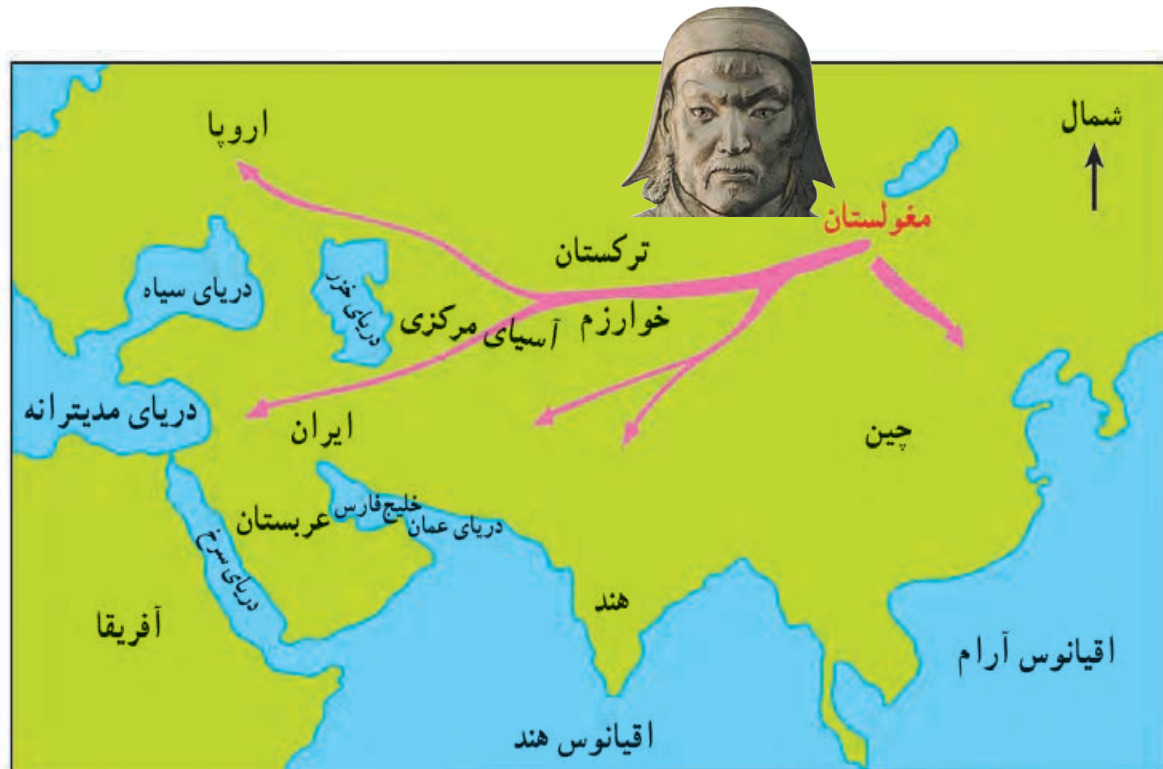 شمال
اروپا
مغولستان
ترکستان
دریای سیاه
دریای خزر
خوارزم
آسیای مرکزی
دریای مدیترانه
ایران
چین
خلیج فارس
دریای عمان
عربستان
دریای سرخ
هند
آفریقا
اقیانوس آرام
اقیانوس هند